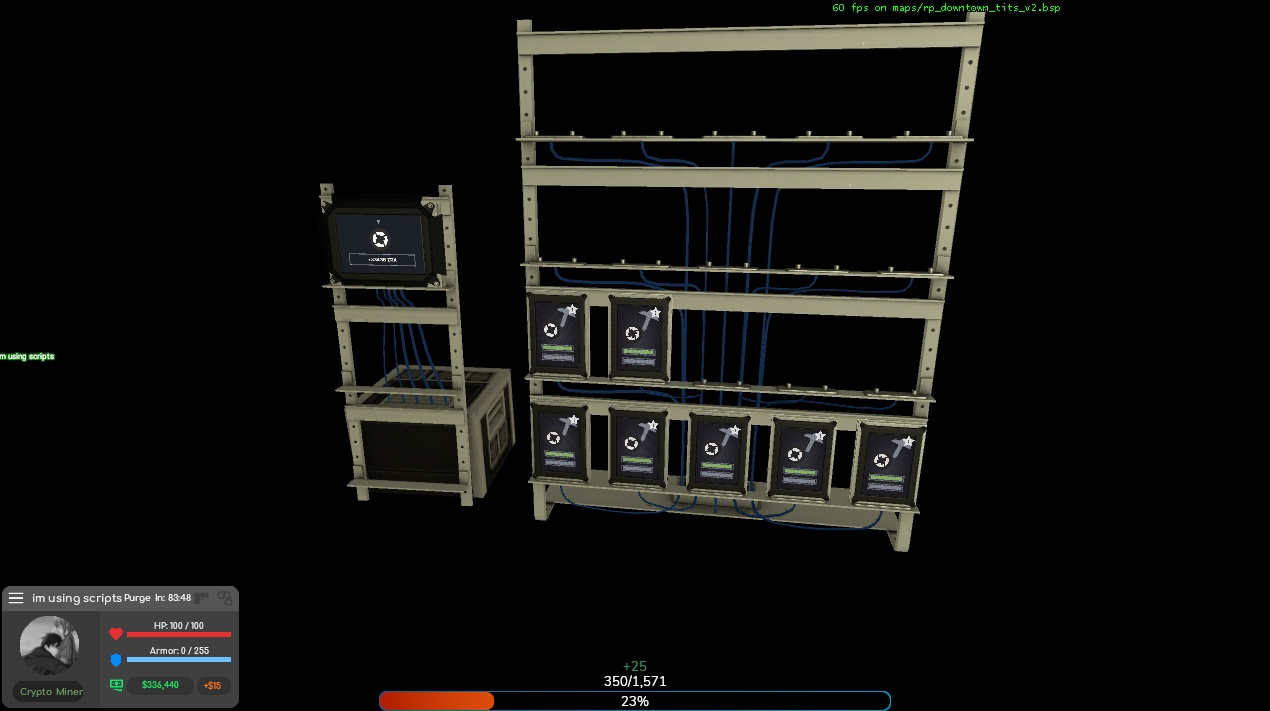 60 fps on maps/rp_downtown_tits_v2.bsp
m using scripts
im using scripts
Purge In: 83:48
HP: 100 / 100
Armor: 0 / 255
$336,440
+$15
Crypto Miner
+25
350/1,571
23%